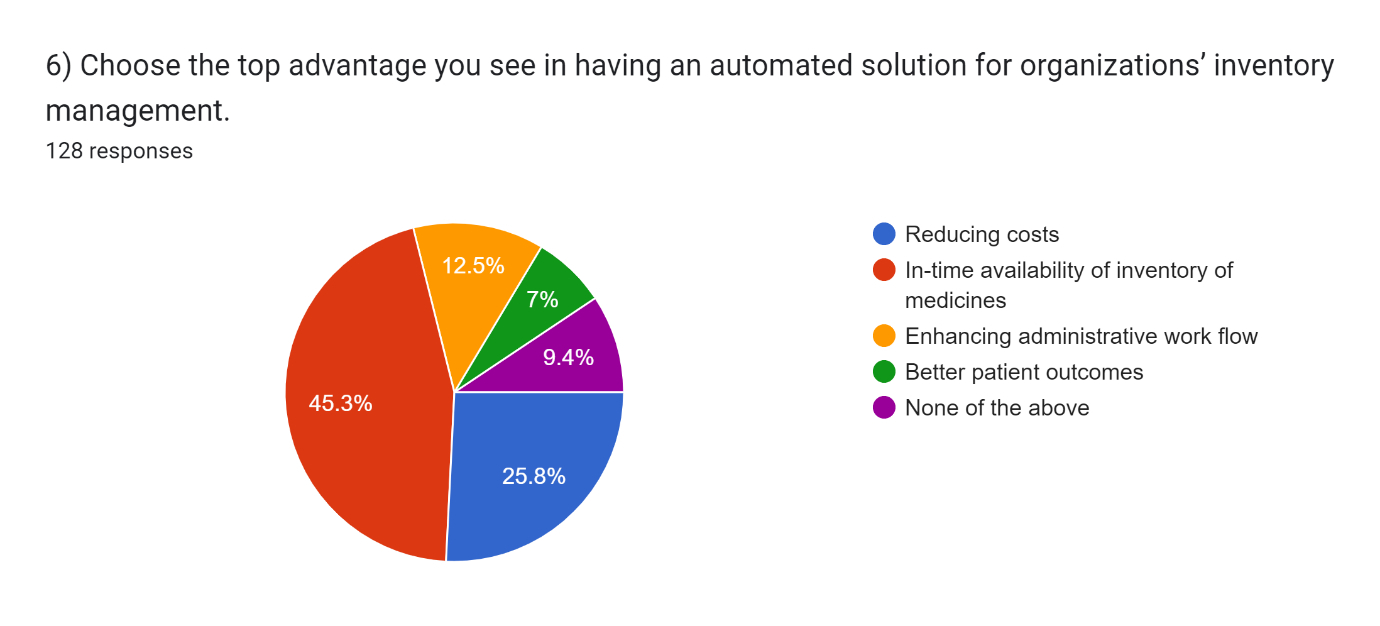 6) Choose the top advantage you see in having an automated solution for organizations’ inventory
management.
128 responses
12.5%
7%
9.4%
45.3%
25.8%
Reducing costs
In-time availability of inventory of
medicines
Enhancing administrative work flow
Better patient outcomes
None of the above